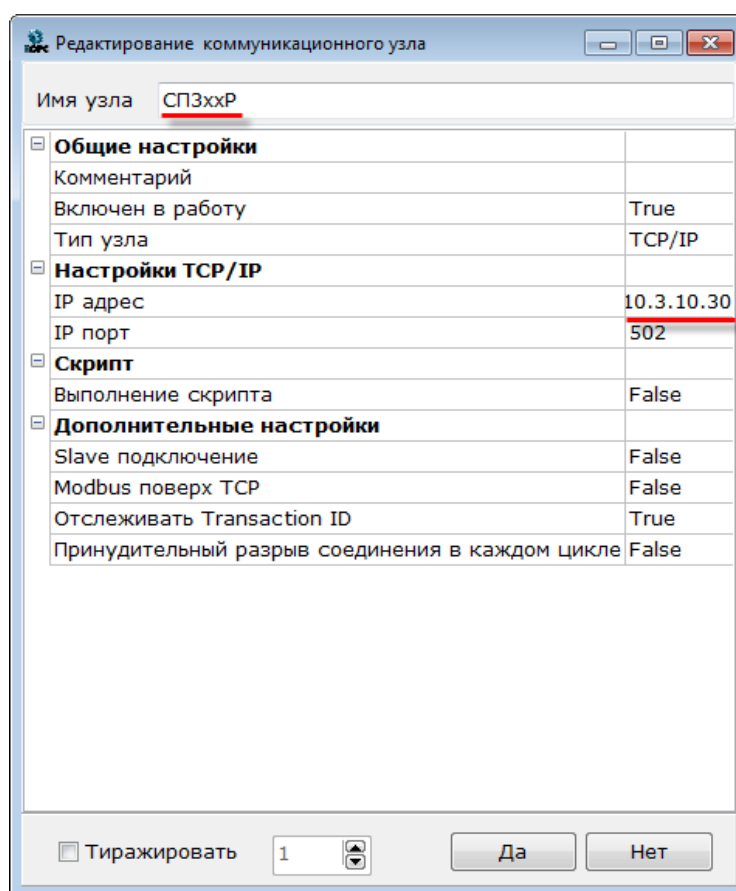 Редактирование коммуникационного узла
Имя узла СП3ххР
Общие настройки
Комментарий
Включен в работу True
Тип узла TCP/IP
Настройки TCP/IP
IP адрес 10.3.10.30
IP порт 502
Скрипт
Выполнение скрипта False
Дополнительные настройки
Slave подключение False
Modbus поверх TCP False
Отслеживать Transaction ID True
Принудительный разрыв соединения в каждом цикле False
Тиражировать 1 Да Нет